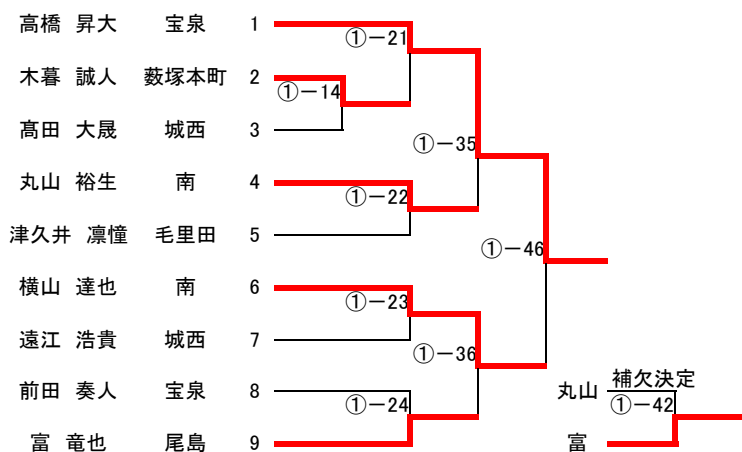 高橋 昇大 宝泉 1
①－21
木暮 誠人 薮塚本町 2
①－14
髙田 大晟 城西 3
①－35
丸山 裕生 南 4
①－22
津久井 凛憧 毛里田 5
①－46
横山 達也 南 6
①－23
遠江 浩貴 城西 7
①－36
前田 奏人 宝泉 8
①－24
富 竜也 尾島 9
補欠決定
丸山
①－42
富